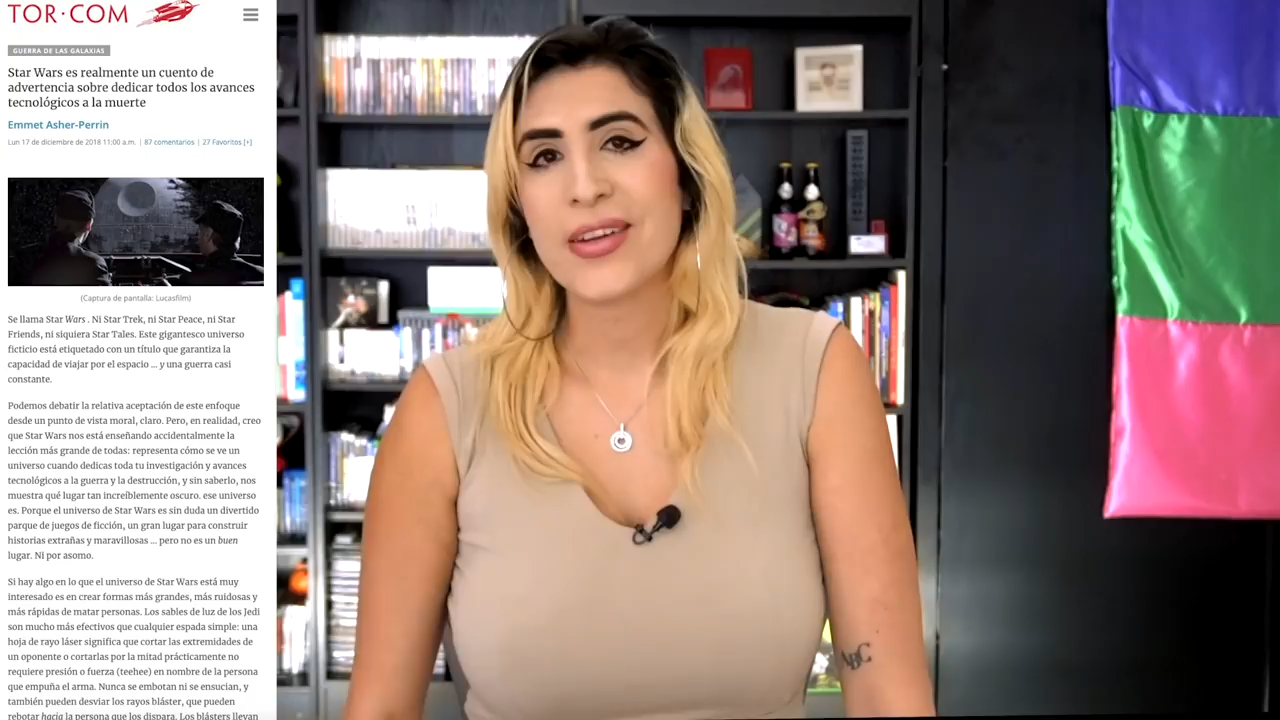 TOR·COM
GUERRA DE LAS GALAXIAS
Star Wars es realmente un cuento de
advertencia sobre dedicar todos los avances
tecnológicos a la muerte
Emmet Asher-Perrin
Lun 17 de diciembre de 2018 11:00 a.m. | 87 comentarios | 27 Favoritos [+]
(Captura de pantalla: Lucasfilm)
Se llama Star Wars . Ni Star Trek, ni Star Peace, ni Star
Friends, ni siquiera Star Tales. Este gigantesco universo
ficticio está etiquetado con un título que garantiza la
capacidad de viajar por el espacio ... y una guerra casi
constante.
Podemos debatir la relativa aceptación de este enfoque
desde un punto de vista moral, claro. Pero, en realidad, creo
que Star Wars nos está enseñando accidentalmente la
lección más grande de todas: representa cómo se ve un
universo cuando dedicas toda tu investigación y avances
tecnológicos a la guerra y la destrucción, y sin saberlo, nos
muestra qué lugar tan increíblemente oscuro. ese universo
es. Porque el universo de Star Wars es sin duda un divertido
parque de juegos de ficción, un gran lugar para construir
historias extrañas y maravillosas ... pero no es un buen
lugar. Ni por asomo.
Si hay algo en lo que el universo de Star Wars está muy
interesado es en crear formas más grandes, más ruidosas y
más rápidas de matar personas. Los sables de luz de los Jedi
son mucho más efectivos que cualquier espada simple: una
hoja de rayo láser significa que cortar las extremidades de
un oponente o cortarlas por la mitad prácticamente no
requiere presión o fuerza (teehee) en nombre de la persona
que empuña el arma. Nunca se embotan ni se ensucian, y
también pueden desviar los rayos bláster, que pueden
rebotar hacia la persona que los dispara. Los blásters llevan
ABC